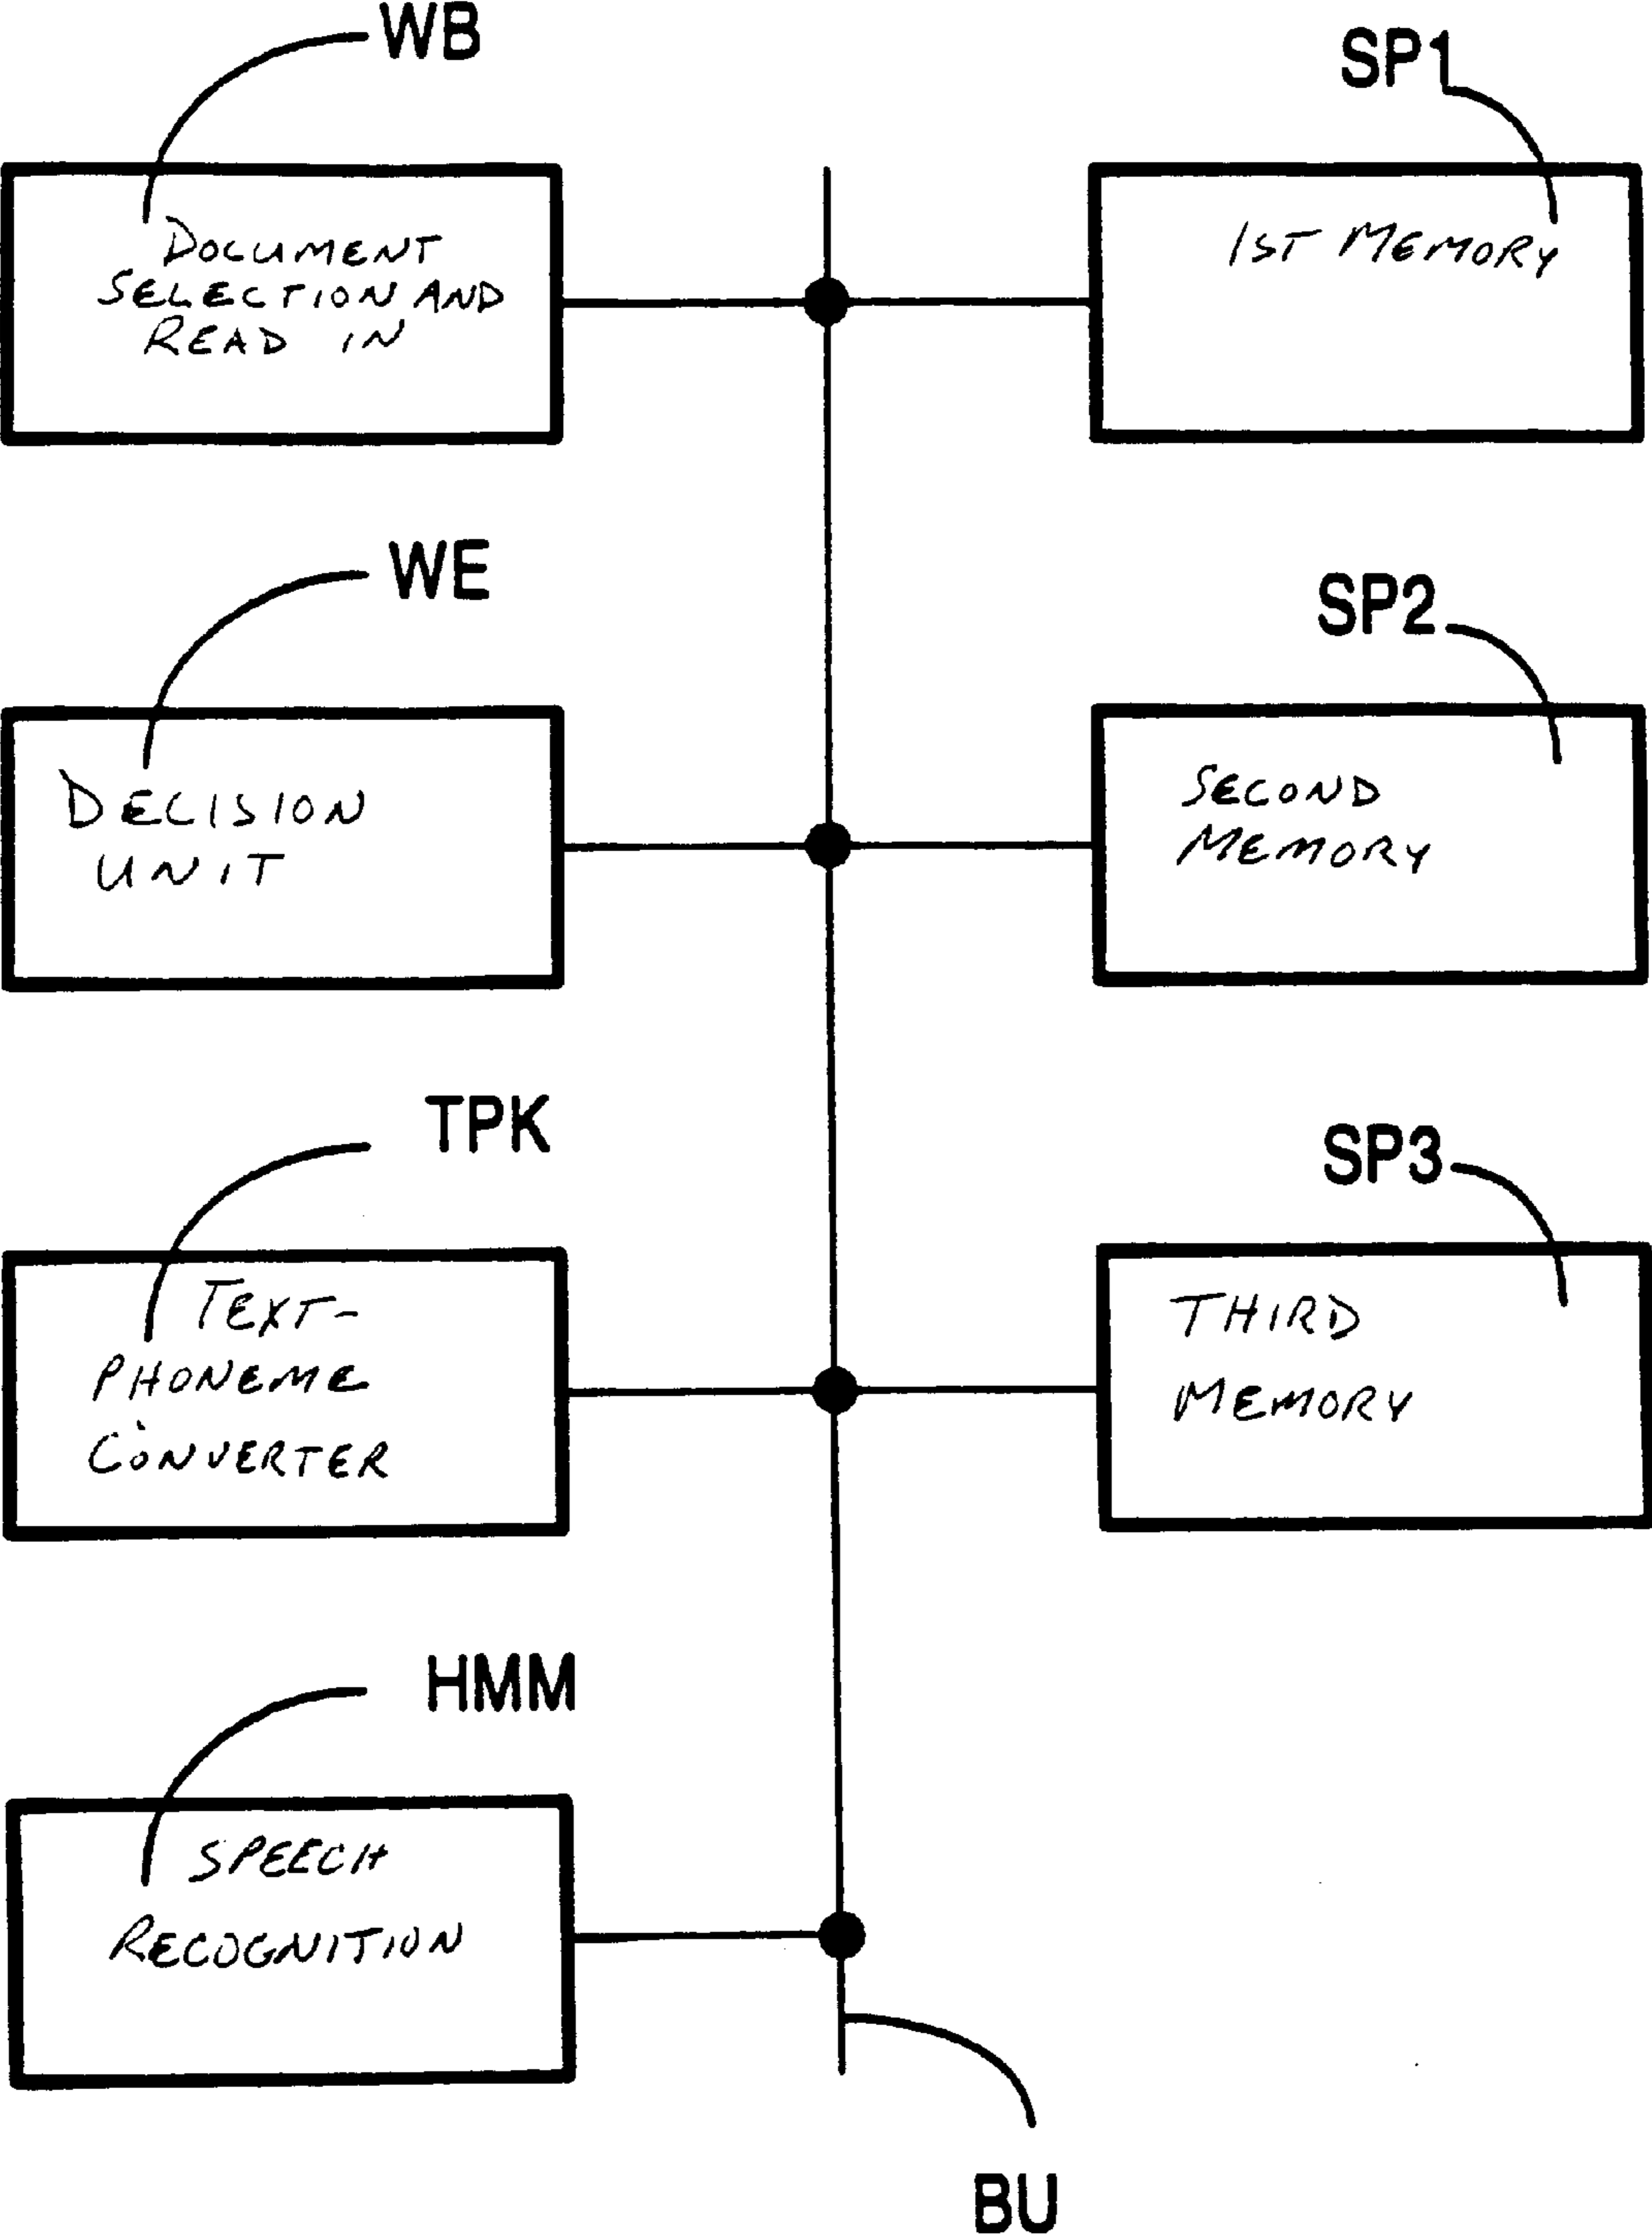 WB
SP1
DOCUMENT
SELECTION AND
READ IN
1ST MEMORY
WE
SP2
DECISION
UNIT
SECOND
MEMORY
TPK
SP3
TEXT-
PHONEME
CONVERTER
THIRD
MEMORY
HMM
SPEECH
RECOGNITION
BU